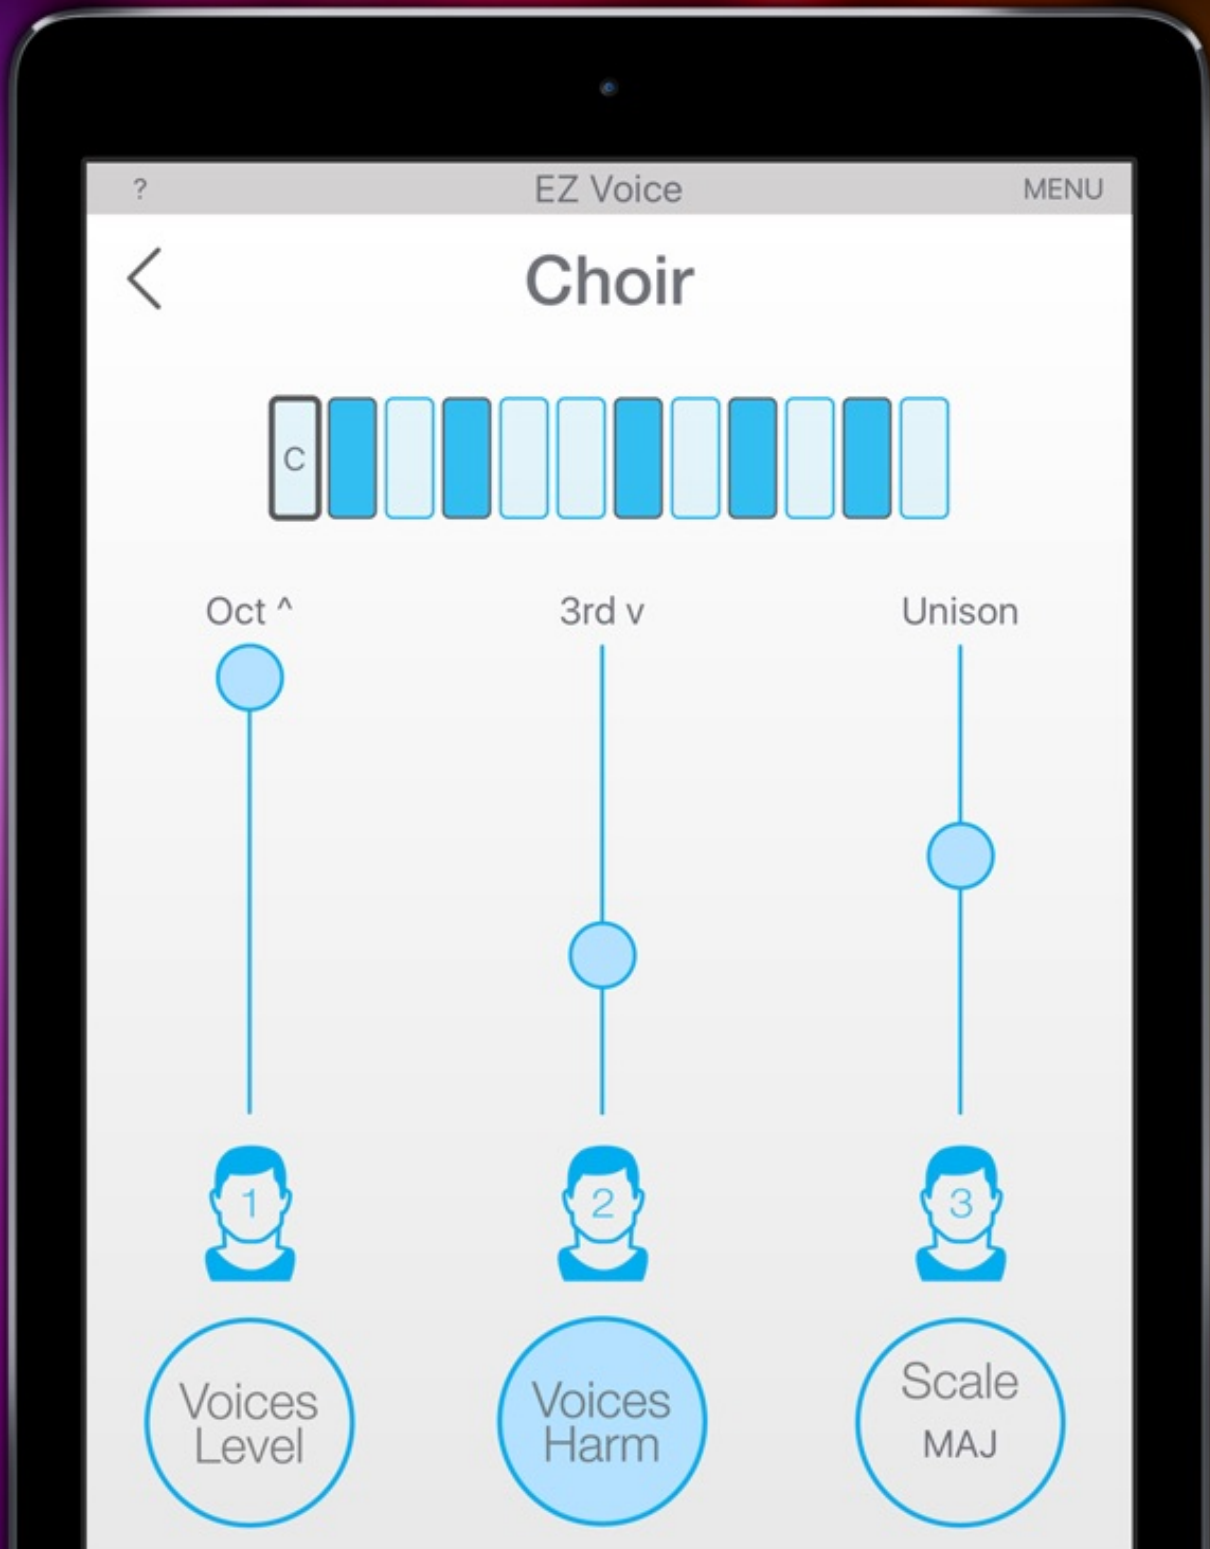 ? EZ Voice MENU
Choir
C
Oct ^ 3rd v Unison
1 2 3
Voices Level
Voices Harm
Scale
MAJ